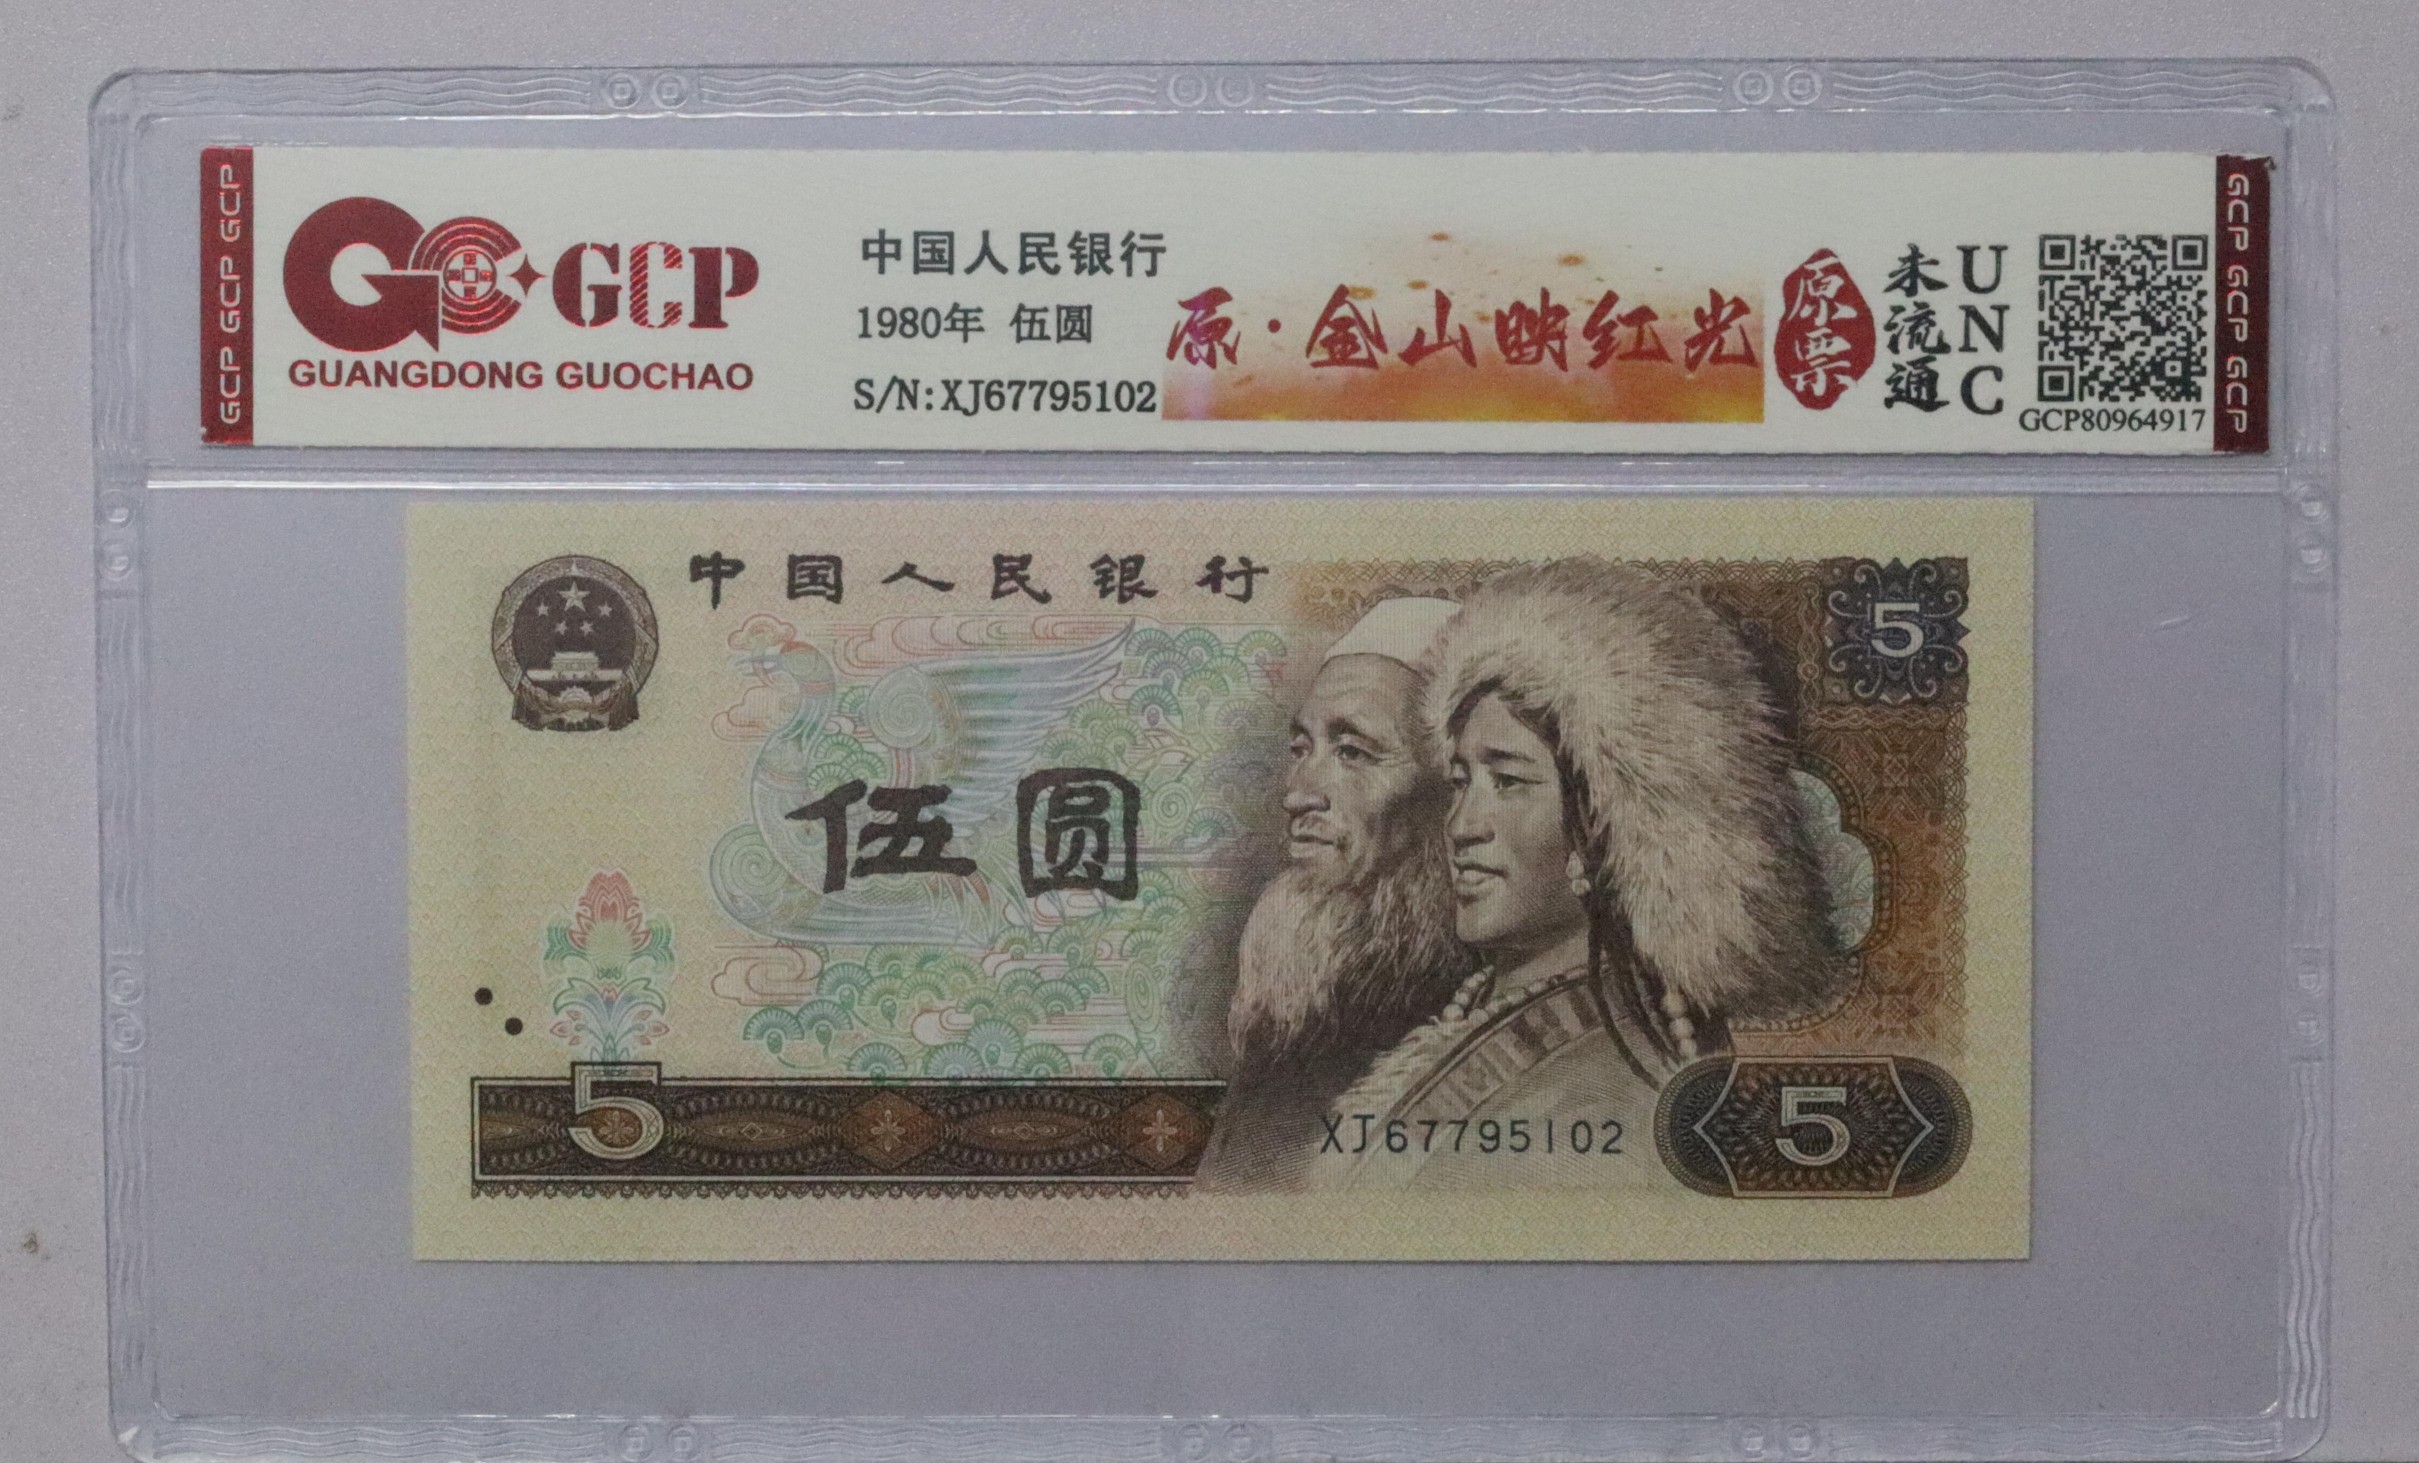 GCP GCP GCP
GCP
GUANGDONG GUOCHAO
中国人民银行
1980年 伍圆
S/N:XJ67795102
原·金山映红光
原票
未流通
UNC
GCP80964917
GCP GCP GCP
中国人民银行
5
伍圆
5
XJ67795102
5